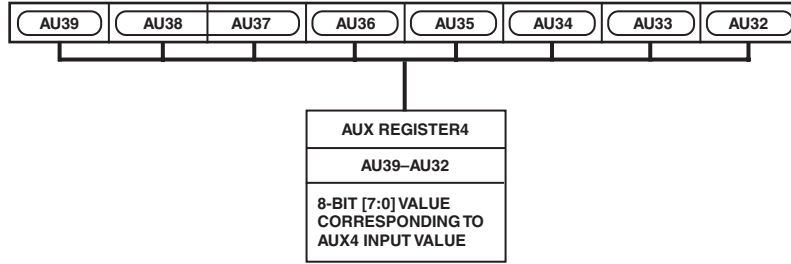 AU39 AU38 AU37 AU36 AU35 AU34 AU33 AU32
AUX REGISTER4
AU39–AU32
8-BIT [7:0] VALUE
CORRESPONDING TO
AUX4 INPUT VALUE